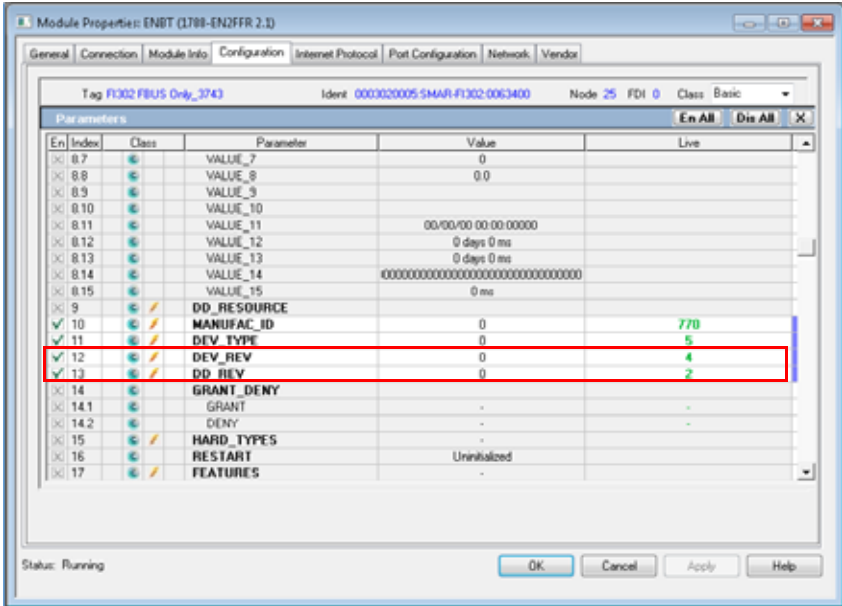 Module Properties: ENBT (1788-EN2FFR 2.1)
General Connection Module Info Configuration Internet Protocol Port Configuration Network Vendor
Tag FI302 FBUS Only_3743 Ident 0003020005:SMAR-FI302:0063400 Node 25 FDI 0 Class Basic
Parameters En All Dis All X
En Index Class Parameter Value Live
8.7 VALUE_7 0
8.8 VALUE_8 0.0
8.9 VALUE_9
8.10 VALUE_10
8.11 VALUE_11 00/00/00 00:00:00000
8.12 VALUE_12 0 days 0 ms
8.13 VALUE_13 0 days 0 ms
8.14 VALUE_14
8.15 VALUE_15 0 ms
9 DD_RESOURCE
10 MANUFAC_ID 0 770
11 DEV_TYPE 0 5
12 DEV_REV 0 4
13 DD_REV 0 2
14 GRANT_DENY
14.1 GRANT - -
14.2 DENY - -
15 HARD_TYPES -
16 RESTART Uninitialized
17 FEATURES -
Status: Running OK Cancel Apply Help